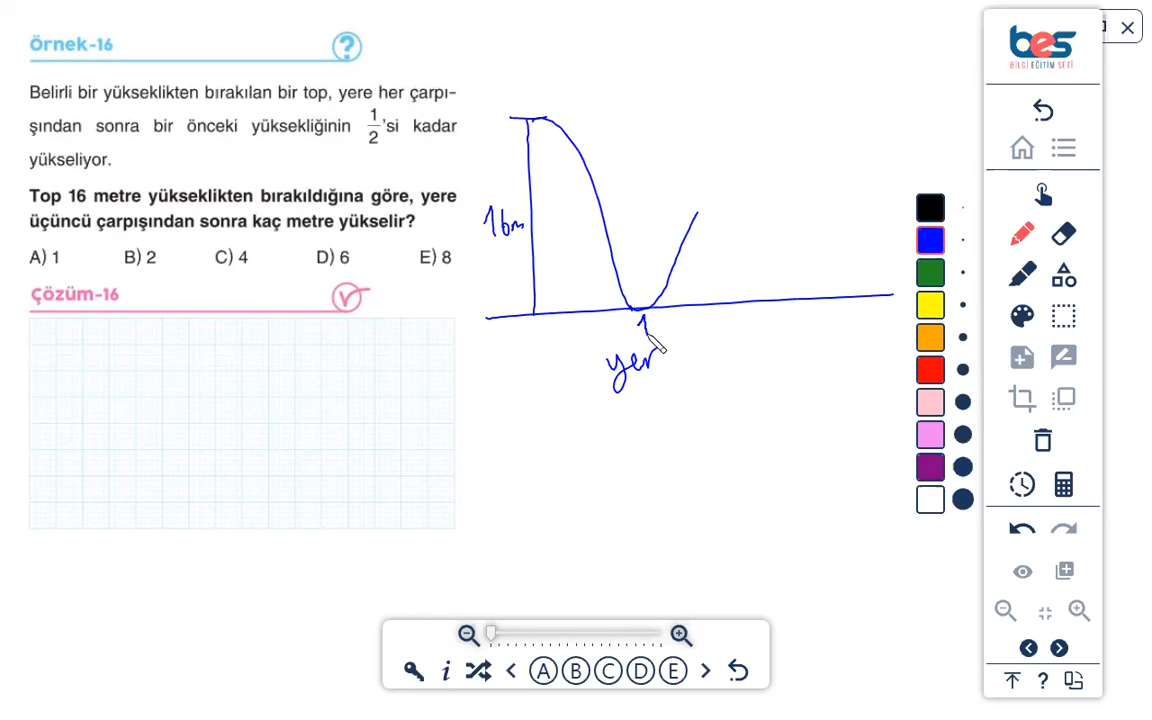 Örnek-16
?
Belirli bir yükseklikten bırakılan bir top, yere her çarpı-
şından sonra bir önceki yüksekliğinin 1/2'si kadar
yükseliyor.
Top 16 metre yükseklikten bırakıldığına göre, yere
üçüncü çarpışından sonra kaç metre yükselir?
A) 1 B) 2 C) 4 D) 6 E) 8
Çözüm-16
16m
1
yer
bes
BİLGİ EĞİTİM SETİ
i A B C D E
?